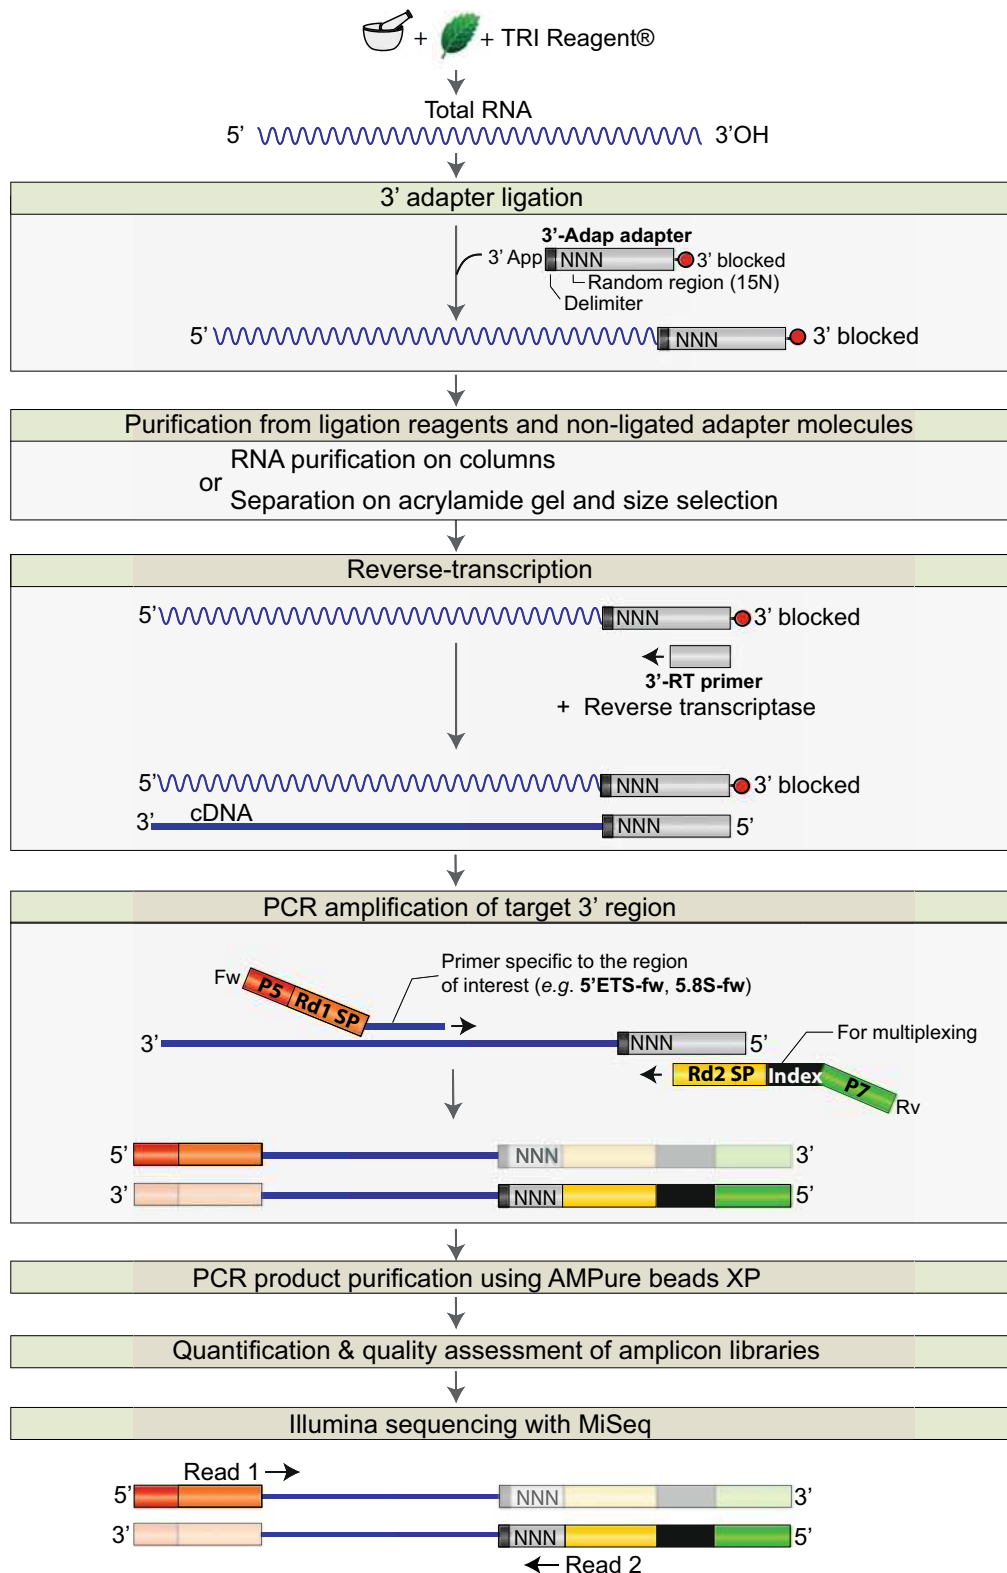 + + TRI Reagent®
Total RNA
5' 3'OH
3' adapter ligation
3'-Adap adapter
3' App NNN 3' blocked
Random region (15N)
Delimiter
5' NNN 3' blocked
Purification from ligation reagents and non-ligated adapter molecules
RNA purification on columns
or
Separation on acrylamide gel and size selection
Reverse-transcription
5' NNN 3' blocked
3'-RT primer
+ Reverse transcriptase
5' NNN 3' blocked
3' cDNA NNN 5'
PCR amplification of target 3' region
Fw P5 Rd1 SP
Primer specific to the region
of interest (e.g. 5'ETS-fw, 5.8S-fw)
For multiplexing
3' NNN 5'
Rd2 SP Index P7 Rv
5' NNN 3'
3' NNN 5'
PCR product purification using AMPure beads XP
Quantification & quality assessment of amplicon libraries
Illumina sequencing with MiSeq
Read 1
5' NNN 3'
3' NNN 5'
Read 2